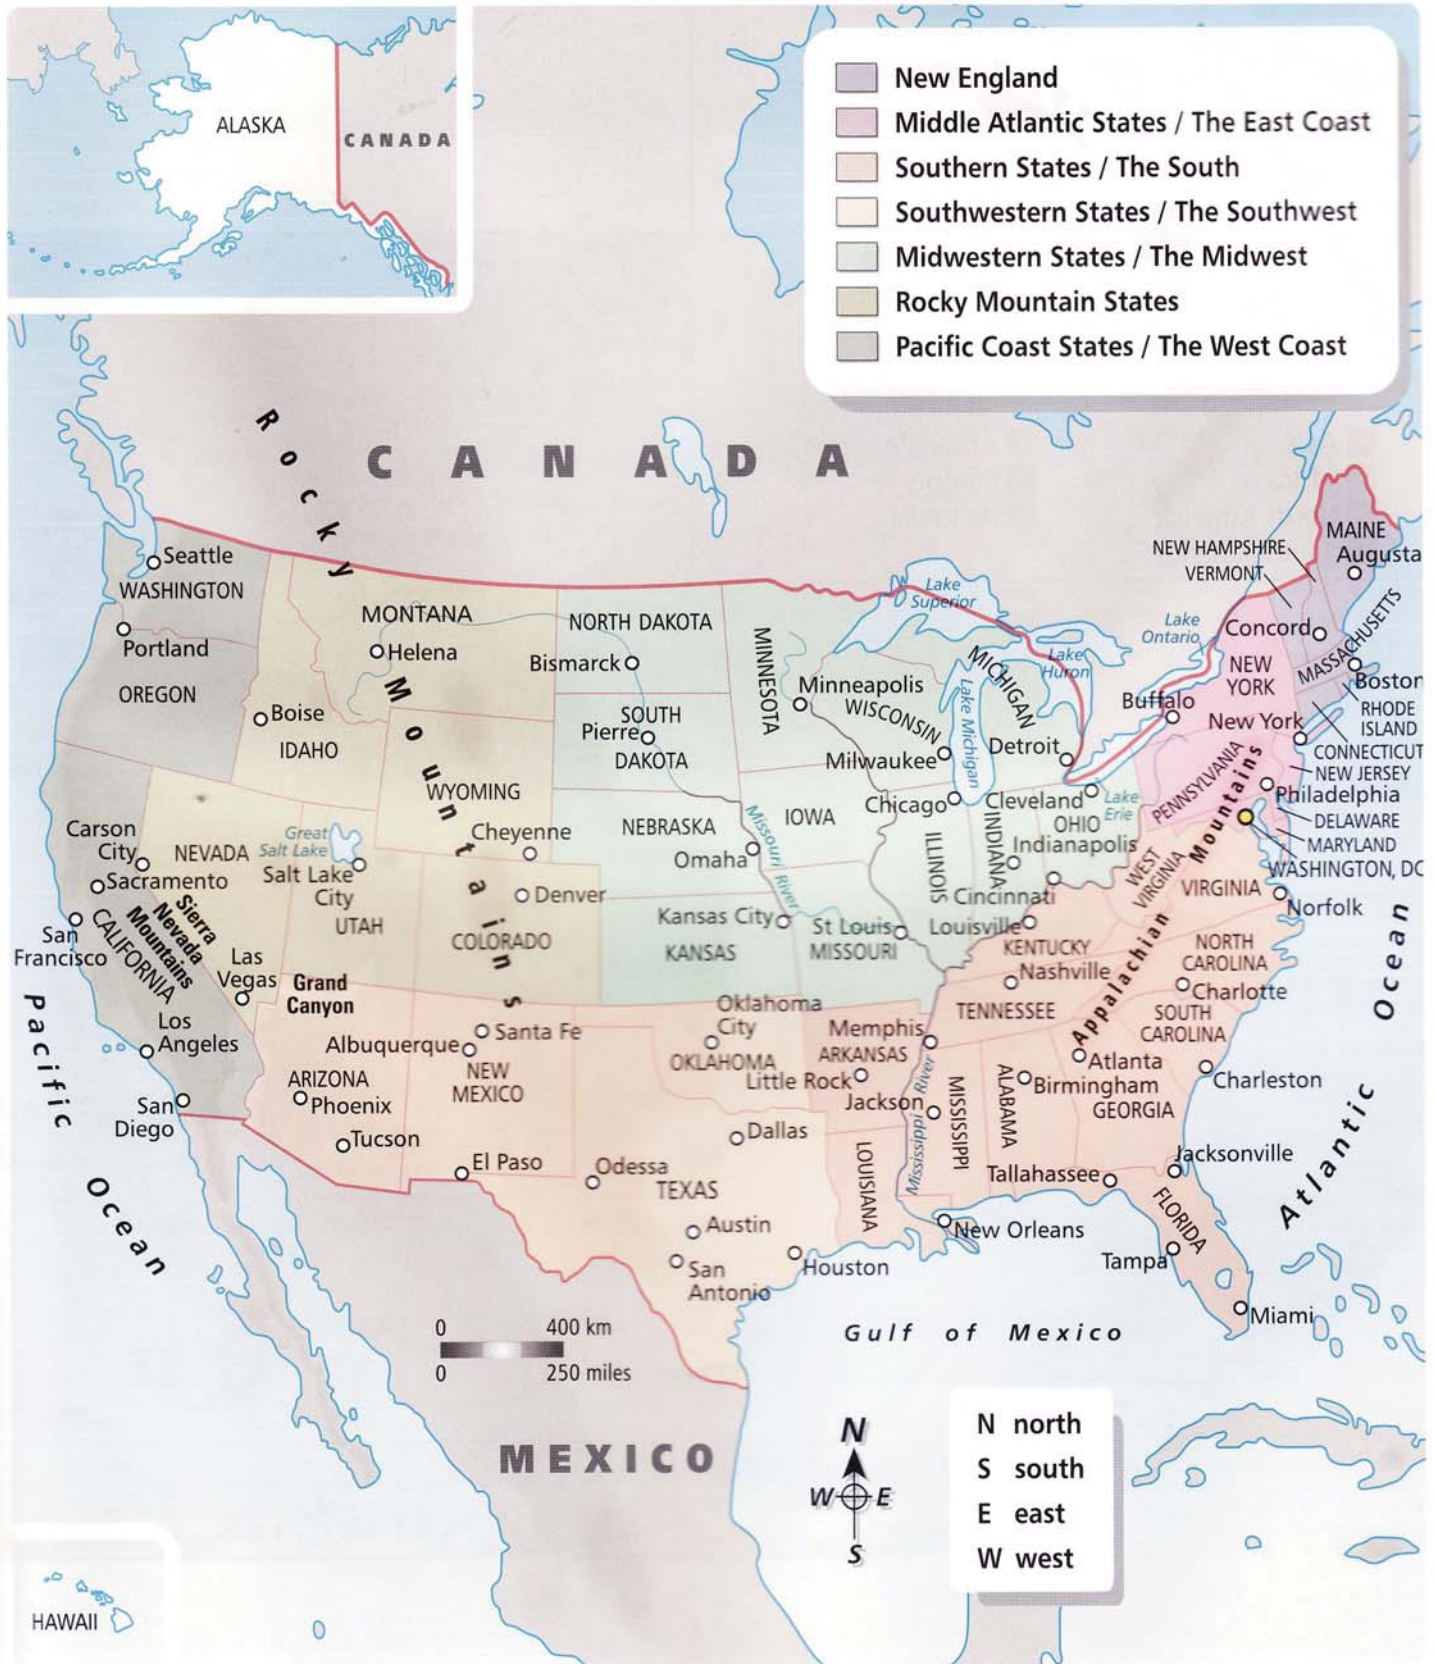 ALASKA
CANADA
New England
Middle Atlantic States / The East Coast
Southern States / The South
Southwestern States / The Southwest
Midwestern States / The Midwest
Rocky Mountain States
Pacific Coast States / The West Coast
CANADA
Rocky Mountains
Seattle
WASHINGTON
Portland
OREGON
MONTANA
Helena
Boise
IDAHO
WYOMING
Cheyenne
NORTH DAKOTA
Bismarck
SOUTH
Pierre
DAKOTA
MINNESOTA
Minneapolis
WISCONSIN
Milwaukee
MICHIGAN
Detroit
Lake
Superior
Lake
Huron
Lake Michigan
Lake
Ontario
Lake
Erie
NEW HAMPSHIRE
VERMONT
MAINE
Augusta
Concord
MASSACHUSETTS
Boston
RHODE
ISLAND
CONNECTICUT
NEW JERSEY
NEW
YORK
Buffalo
New York
PENNSYLVANIA
Philadelphia
DELAWARE
MARYLAND
WASHINGTON, DC
Carson
City
NEVADA
Great
Salt Lake
Salt Lake
City
UTAH
Sacramento
San
Francisco
CALIFORNIA
Sierra
Nevada
Mountains
Las
Vegas
Grand
Canyon
Los
Angeles
San
Diego
Denver
COLORADO
NEBRASKA
Omaha
IOWA
Missouri River
Kansas City
KANSAS
St Louis
MISSOURI
Chicago
ILLINOIS
INDIANA
Indianapolis
Cleveland
OHIO
Cincinnati
Louisville
KENTUCKY
WEST
VIRGINIA
VIRGINIA
Norfolk
Appalachian Mountains
NORTH
CAROLINA
Charlotte
SOUTH
CAROLINA
Charleston
Nashville
TENNESSEE
Memphis
ARKANSAS
Little Rock
Jackson
Mississippi River
MISSISSIPPI
ALABAMA
Birmingham
Atlanta
GEORGIA
Jacksonville
Tallahassee
FLORIDA
Tampa
Miami
LOUISIANA
New Orleans
Oklahoma
City
OKLAHOMA
Santa Fe
Albuquerque
NEW
MEXICO
ARIZONA
Phoenix
Tucson
El Paso
Odessa
Dallas
TEXAS
Austin
San
Antonio
Houston
Pacific Ocean
Atlantic Ocean
Gulf of Mexico
0 400 km
0 250 miles
MEXICO
N
W E
S
N north
S south
E east
W west
HAWAII